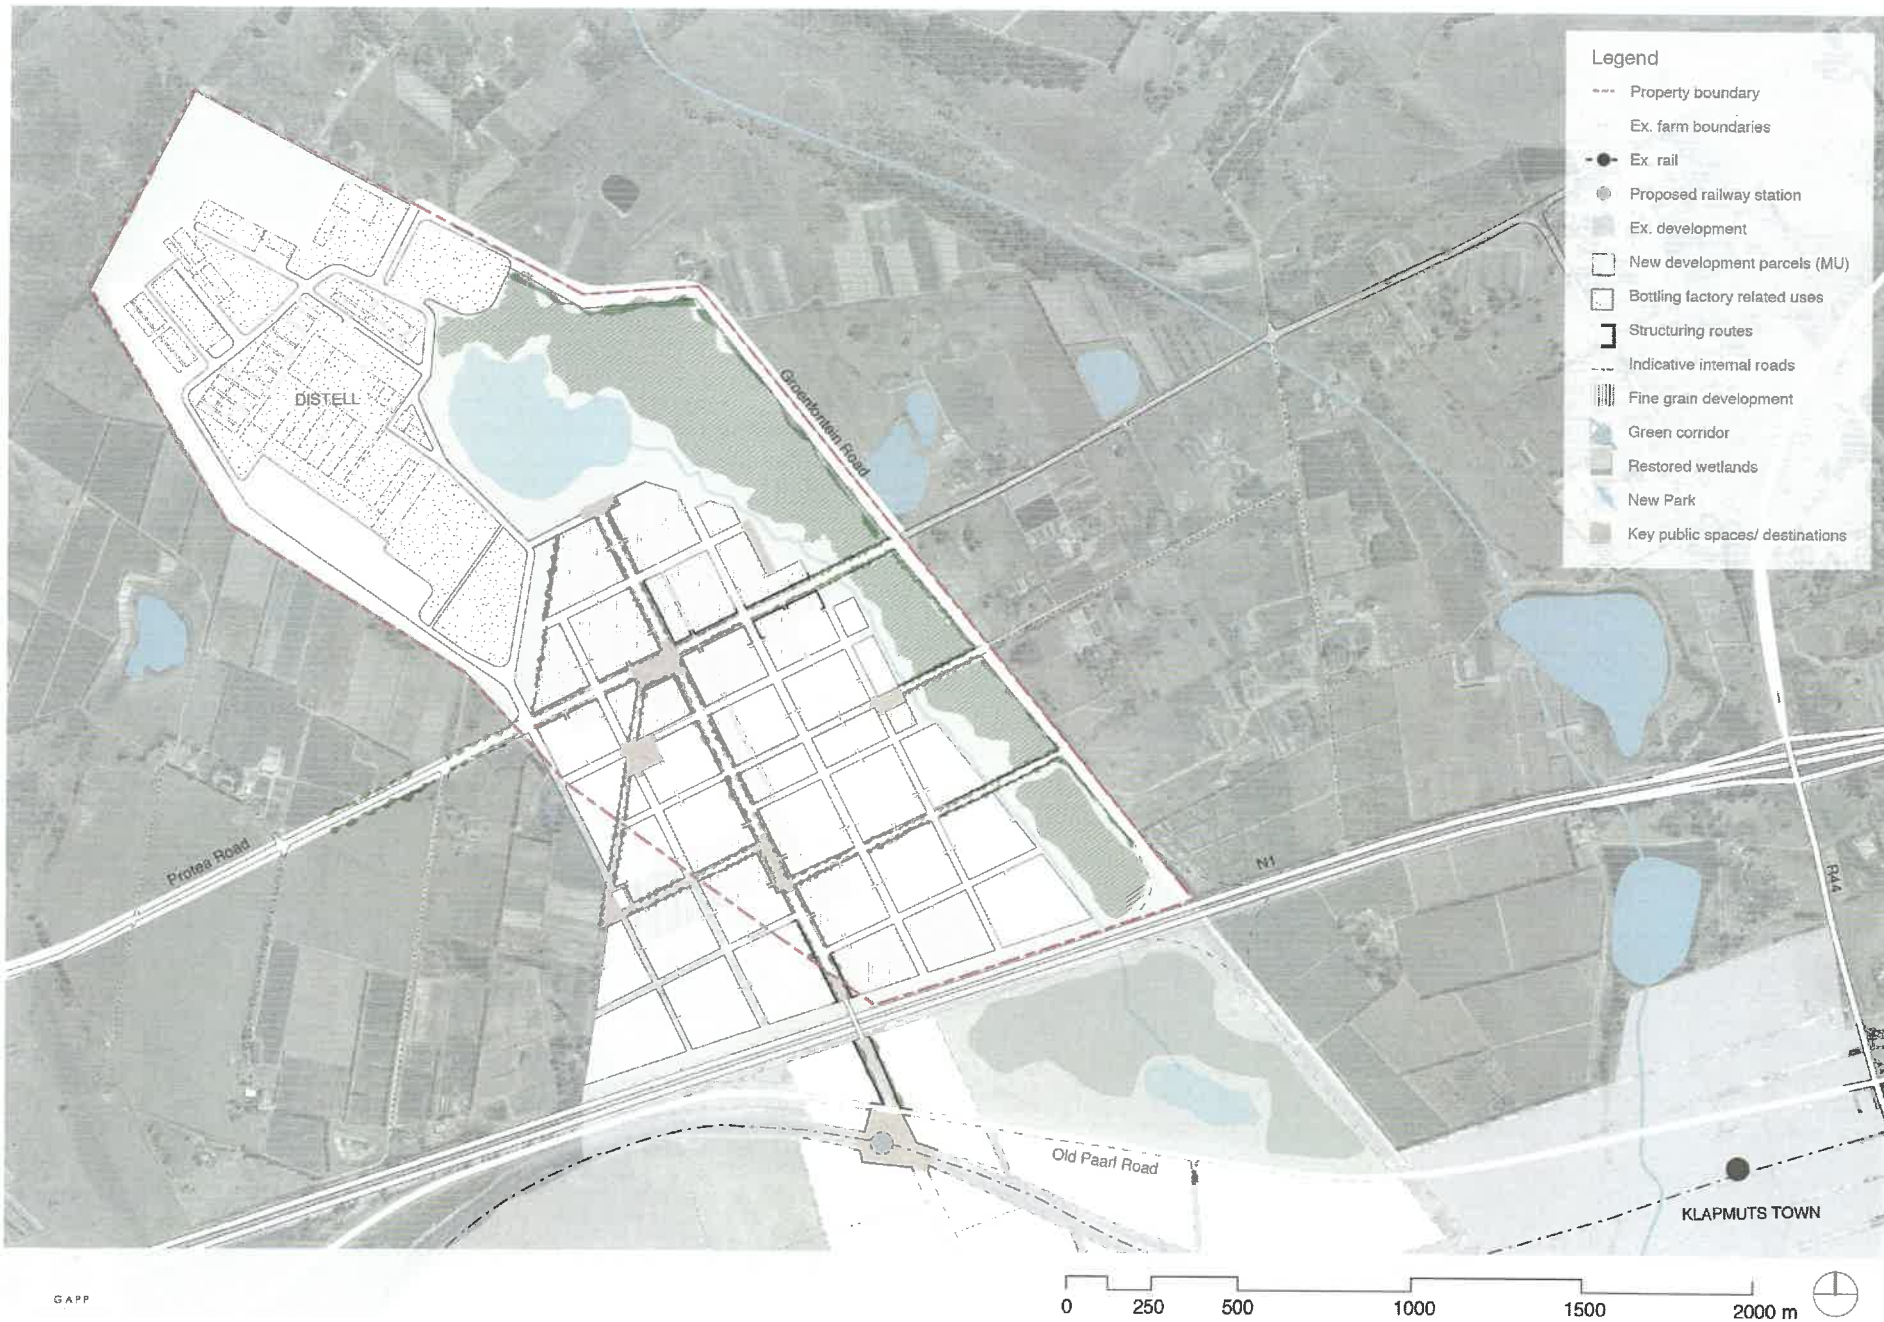 Legend
Property boundary
Ex. farm boundaries
Ex. rail
Proposed railway station
Ex. development
New development parcels (MU)
Bottling factory related uses
Structuring routes
Indicative internal roads
Fine grain development
Green corridor
Restored wetlands
New Park
Key public spaces/ destinations
DISTELL
Groenfontein Road
Protea Road
N1
R44
Old Paarl Road
KLAPMUTS TOWN
GAPP
0 250 500 1000 1500 2000 m